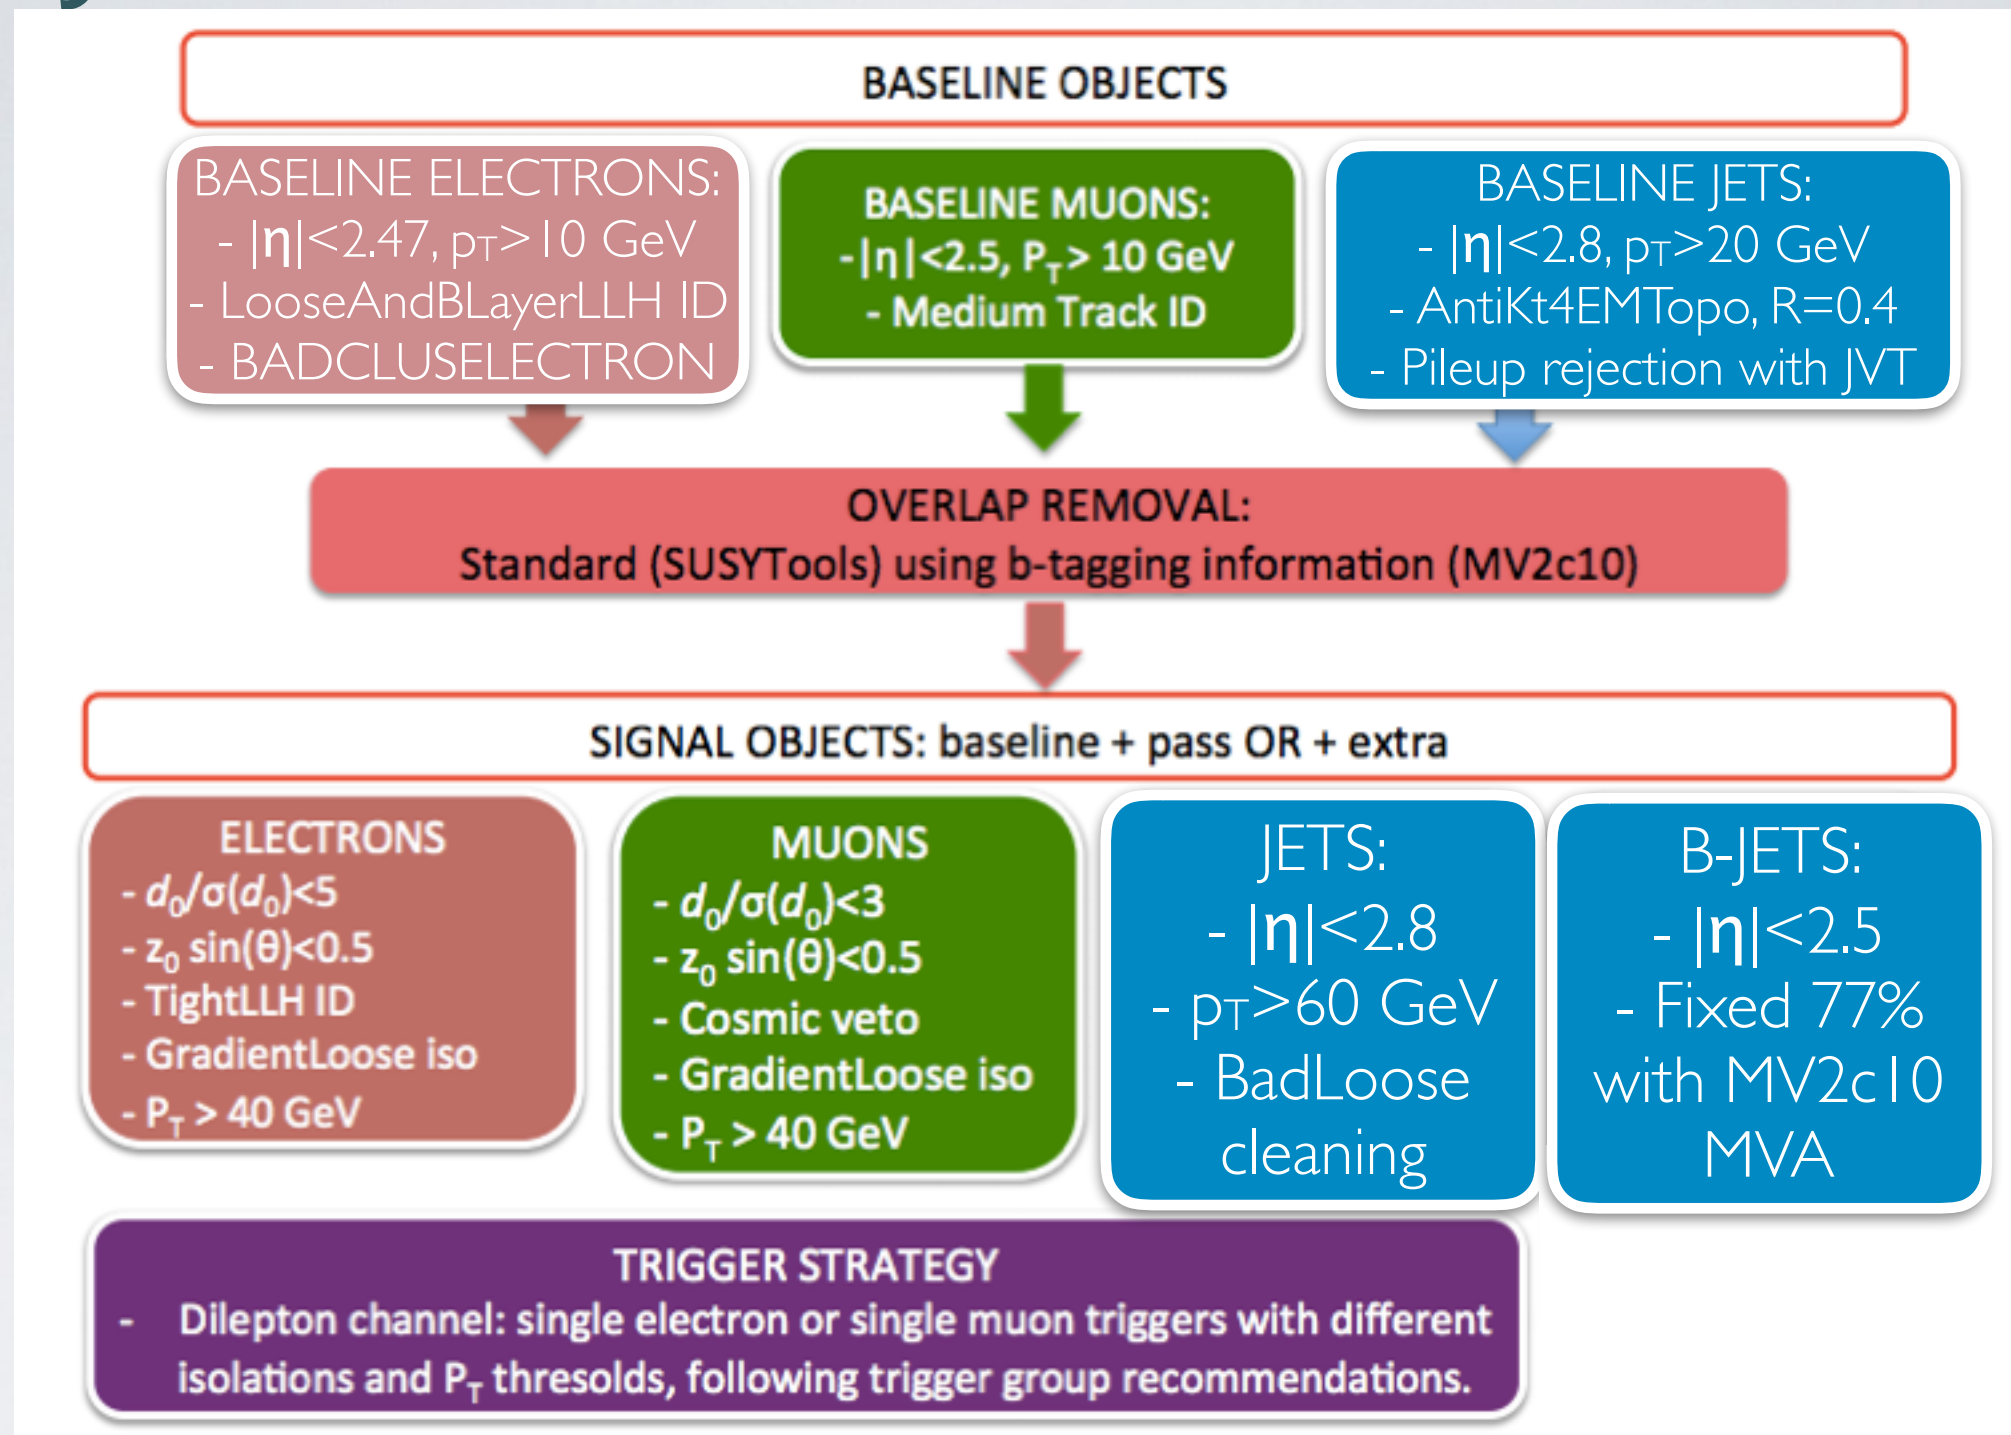 BASELINE OBJECTS
BASELINE ELECTRONS:
- |η|<2.47, pT>10 GeV
- LooseAndBLayerLLH ID
- BADCLUSELECTRON
BASELINE MUONS:
-|η|<2.5, PT > 10 GeV
- Medium Track ID
BASELINE JETS:
- |η|<2.8, pT>20 GeV
- AntiKt4EMTopo, R=0.4
- Pileup rejection with JVT
OVERLAP REMOVAL:
Standard (SUSYTools) using b-tagging information (MV2c10)
SIGNAL OBJECTS: baseline + pass OR + extra
ELECTRONS
- d0/σ(d0)<5
- z0 sin(θ)<0.5
- TightLLH ID
- GradientLoose iso
- PT > 40 GeV
MUONS
- d0/σ(d0)<3
- z0 sin(θ)<0.5
- Cosmic veto
- GradientLoose iso
- PT > 40 GeV
JETS:
- |η|<2.8
- pT>60 GeV
- BadLoose
cleaning
B-JETS:
- |η|<2.5
- Fixed 77%
with MV2c10
MVA
TRIGGER STRATEGY
- Dilepton channel: single electron or single muon triggers with different
isolations and PT thresolds, following trigger group recommendations.